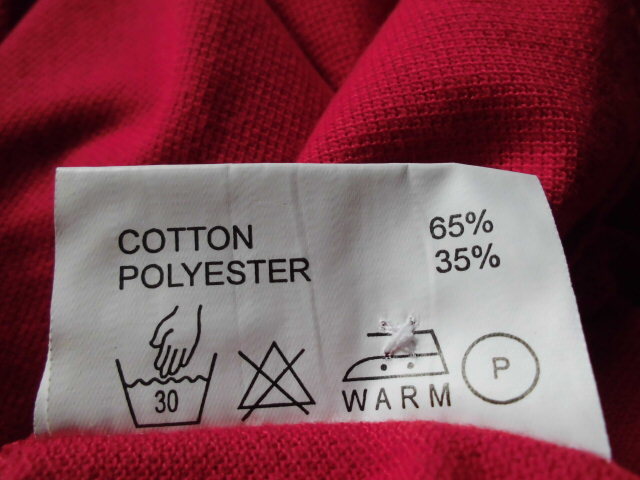 COTTON 65%
POLYESTER 35%
30
WARM
P